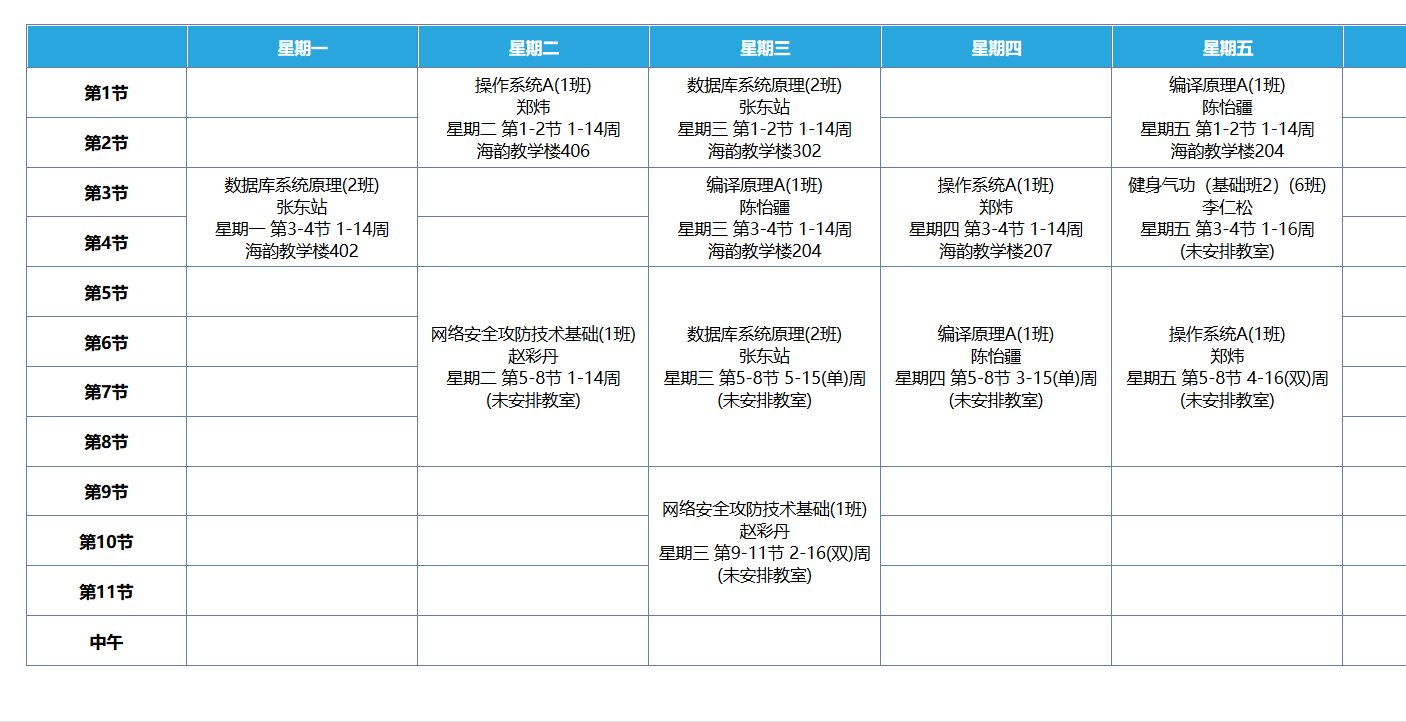 星期一
星期二
星期三
星期四
星期五
第1节
操作系统A(1班)
郑炜
星期二 第1-2节 1-14周
海韵教学楼406
数据库系统原理(2班)
张东站
星期三 第1-2节 1-14周
海韵教学楼302
编译原理A(1班)
陈怡疆
星期五 第1-2节 1-14周
海韵教学楼204
第2节
第3节
数据库系统原理(2班)
张东站
星期一 第3-4节 1-14周
海韵教学楼402
编译原理A(1班)
陈怡疆
星期三 第3-4节 1-14周
海韵教学楼204
操作系统A(1班)
郑炜
星期四 第3-4节 1-14周
海韵教学楼207
健身气功（基础班2）(6班)
李仁松
星期五 第3-4节 1-16周
(未安排教室)
第4节
第5节
网络安全攻防技术基础(1班)
赵彩丹
星期二 第5-8节 1-14周
(未安排教室)
数据库系统原理(2班)
张东站
星期三 第5-8节 5-15(单)周
(未安排教室)
编译原理A(1班)
陈怡疆
星期四 第5-8节 3-15(单)周
(未安排教室)
操作系统A(1班)
郑炜
星期五 第5-8节 4-16(双)周
(未安排教室)
第6节
第7节
第8节
第9节
网络安全攻防技术基础(1班)
赵彩丹
星期三 第9-11节 2-16(双)周
(未安排教室)
第10节
第11节
中午